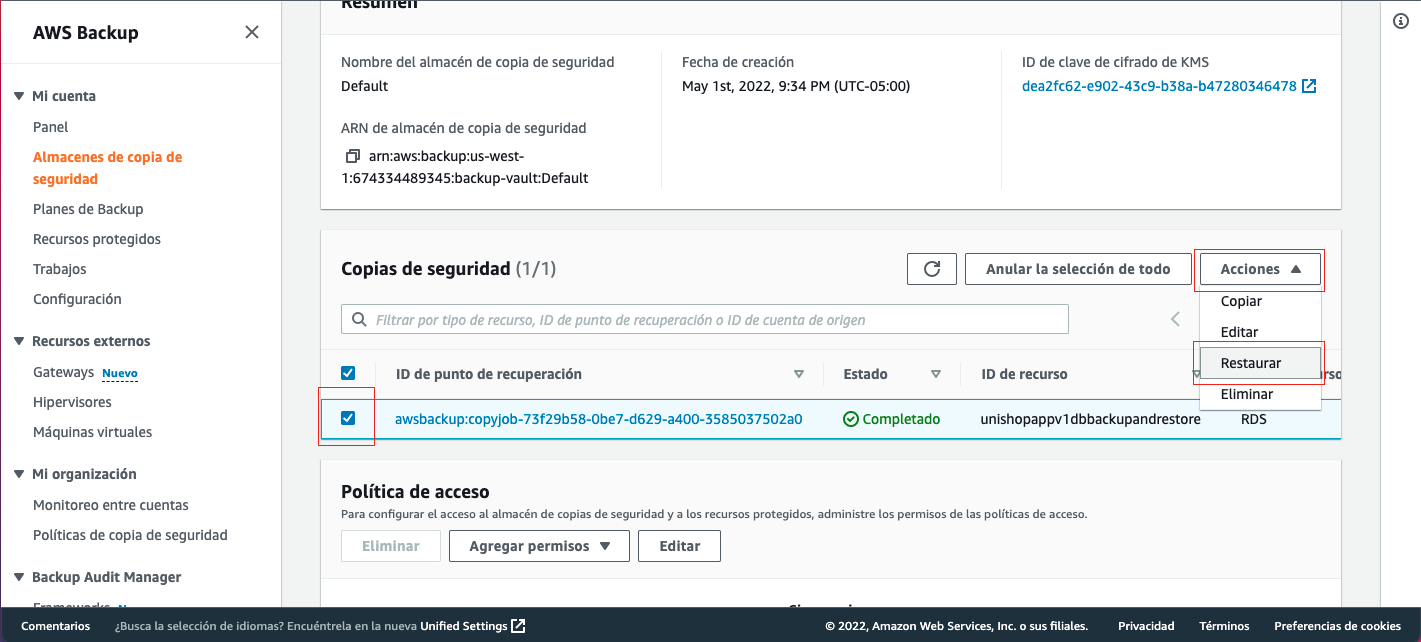 AWS Backup
Mi cuenta
Panel
Almacenes de copia de
seguridad
Planes de Backup
Recursos protegidos
Trabajos
Configuración
Recursos externos
Gateways Nuevo
Hipervisores
Máquinas virtuales
Mi organización
Monitoreo entre cuentas
Políticas de copia de seguridad
Backup Audit Manager
Frameworks
Resumen
Nombre del almacén de copia de seguridad
Default
ARN de almacén de copia de seguridad
arn:aws:backup:us-west-
1:674334489345:backup-vault:Default
Fecha de creación
May 1st, 2022, 9:34 PM (UTC-05:00)
ID de clave de cifrado de KMS
dea2fc62-e902-43c9-b38a-b47280346478
Copias de seguridad (1/1)
Anular la selección de todo
Acciones
Copiar
Editar
Restaurar
Eliminar
Filtrar por tipo de recurso, ID de punto de recuperación o ID de cuenta de origen
ID de punto de recuperación Estado ID de recurso
awsbackup:copyjob-73f29b58-0be7-d629-a400-3585037502a0 Completado unishopappv1dbbackupandrestore RDS
Política de acceso
Para configurar el acceso al almacén de copias de seguridad y a los recursos protegidos, administre los permisos de las políticas de acceso.
Eliminar Agregar permisos Editar
Comentarios ¿Busca la selección de idiomas? Encuéntrela en la nueva Unified Settings © 2022, Amazon Web Services, Inc. o sus filiales. Privacidad Términos Preferencias de cookies